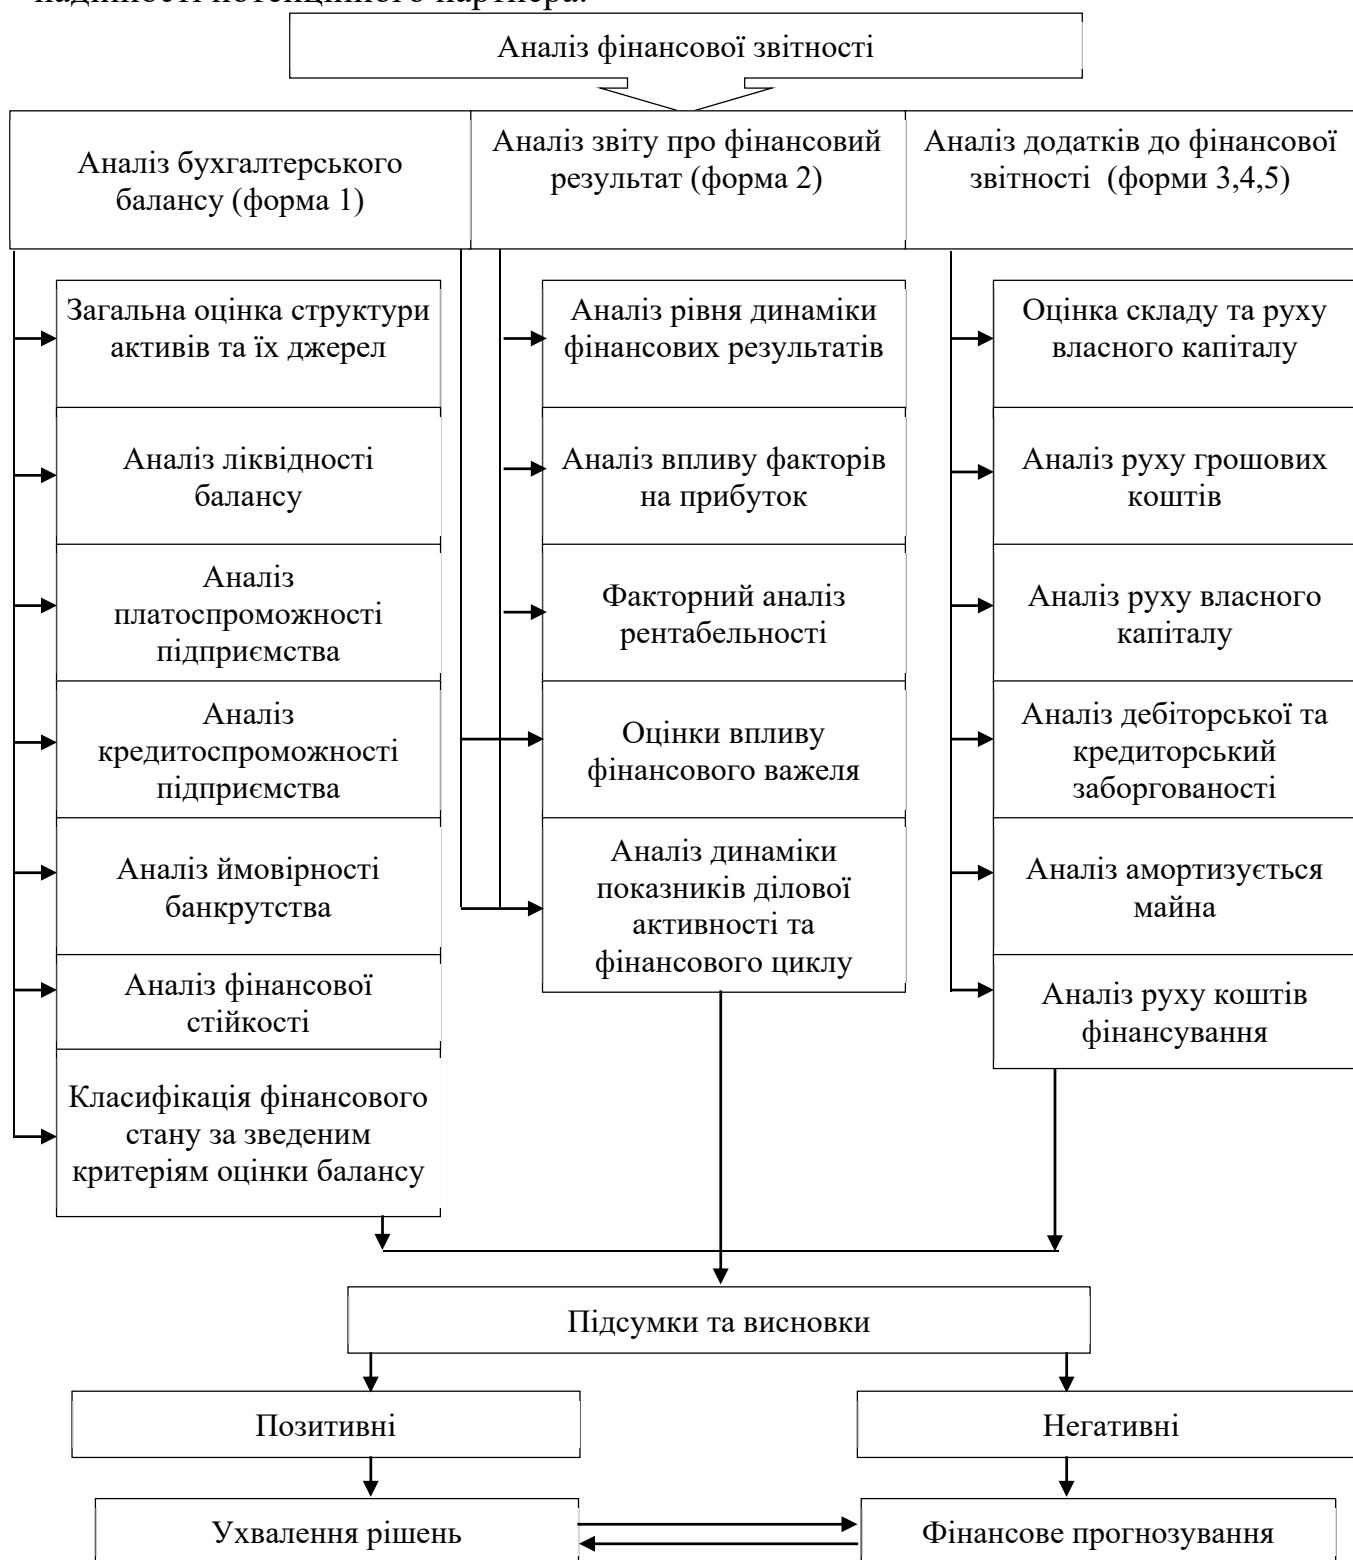 надійності потенційного партнера.
Аналіз фінансової звітності
Аналіз бухгалтерського
балансу (форма 1)
Аналіз звіту про фінансовий
результат (форма 2)
Аналіз додатків до фінансової
звітності (форми 3,4,5)
Загальна оцінка структури
активів та їх джерел
Аналіз ліквідності
балансу
Аналіз
платоспроможності
підприємства
Аналіз
кредитоспроможності
підприємства
Аналіз ймовірності
банкрутства
Аналіз фінансової
стійкості
Класифікація фінансового
стану за зведеним
критеріям оцінки балансу
Аналіз рівня динаміки
фінансових результатів
Аналіз впливу факторів
на прибуток
Факторний аналіз
рентабельності
Оцінки впливу
фінансового важеля
Аналіз динаміки
показників ділової
активності та
фінансового циклу
Оцінка складу та руху
власного капіталу
Аналіз руху грошових
коштів
Аналіз руху власного
капіталу
Аналіз дебіторської та
кредиторський
заборгованості
Аналіз амортизується
майна
Аналіз руху коштів
фінансування
Підсумки та висновки
Позитивні
Негативні
Ухвалення рішень
Фінансове прогнозування